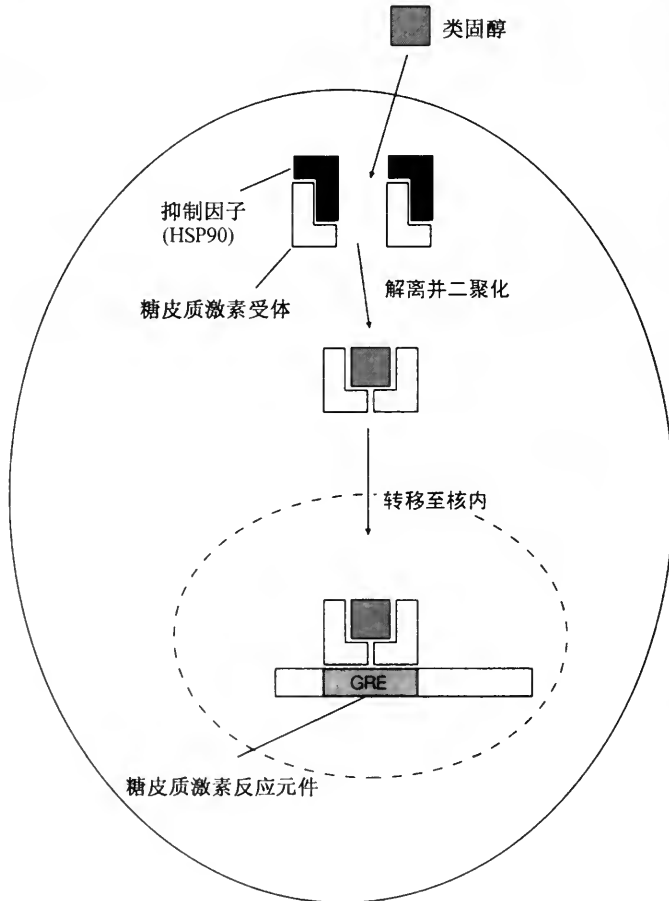 类固醇
抑制因子
(HSP90)
糖皮质激素受体
解离并二聚化
转移至核内
GRE
糖皮质激素反应元件